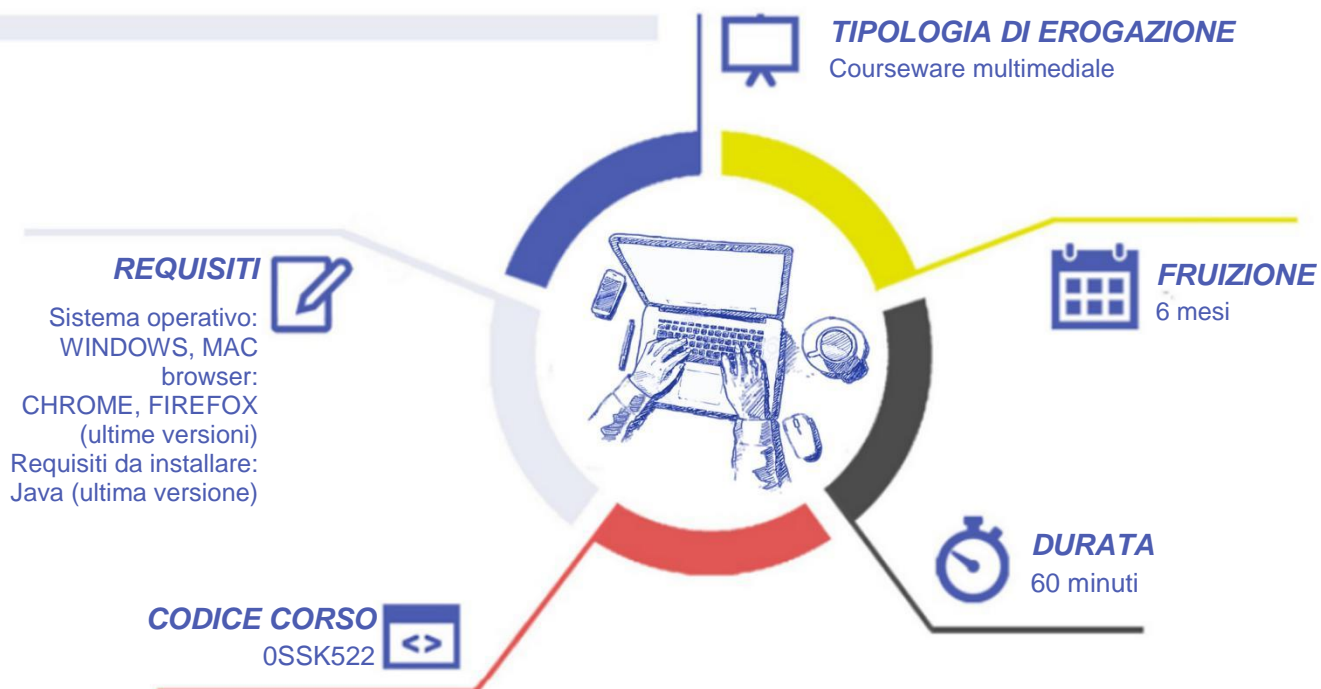 TIPOLOGIA DI EROGAZIONE
Courseware multimediale
REQUISITI
Sistema operativo:
WINDOWS, MAC
browser:
CHROME, FIREFOX
(ultime versioni)
Requisiti da installare:
Java (ultima versione)
FRUIZIONE
6 mesi
DURATA
60 minuti
CODICE CORSO
0SSK522